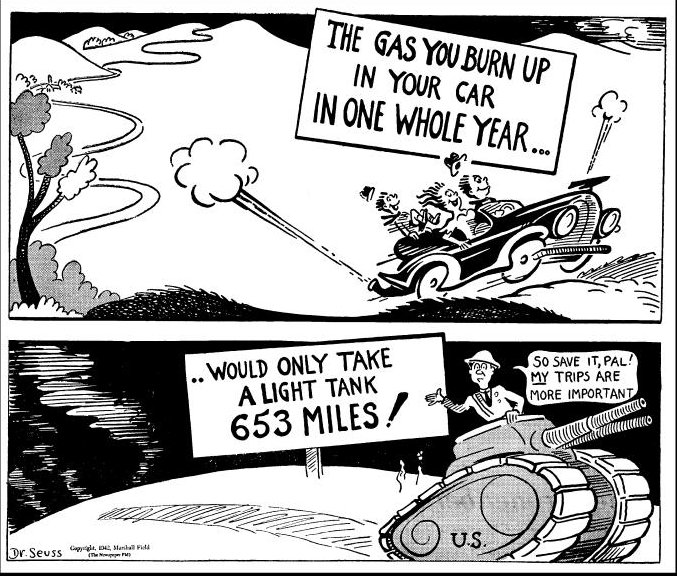 THE GAS YOU BURN UP
IN YOUR CAR
IN ONE WHOLE YEAR...
..WOULD ONLY TAKE
A LIGHT TANK
653 MILES!
SO SAVE IT, PAL!
MY TRIPS ARE
MORE IMPORTANT
U.S.
Dr. Seuss
Copyright, 1942, Marshall Field
(The Newspaper PM)